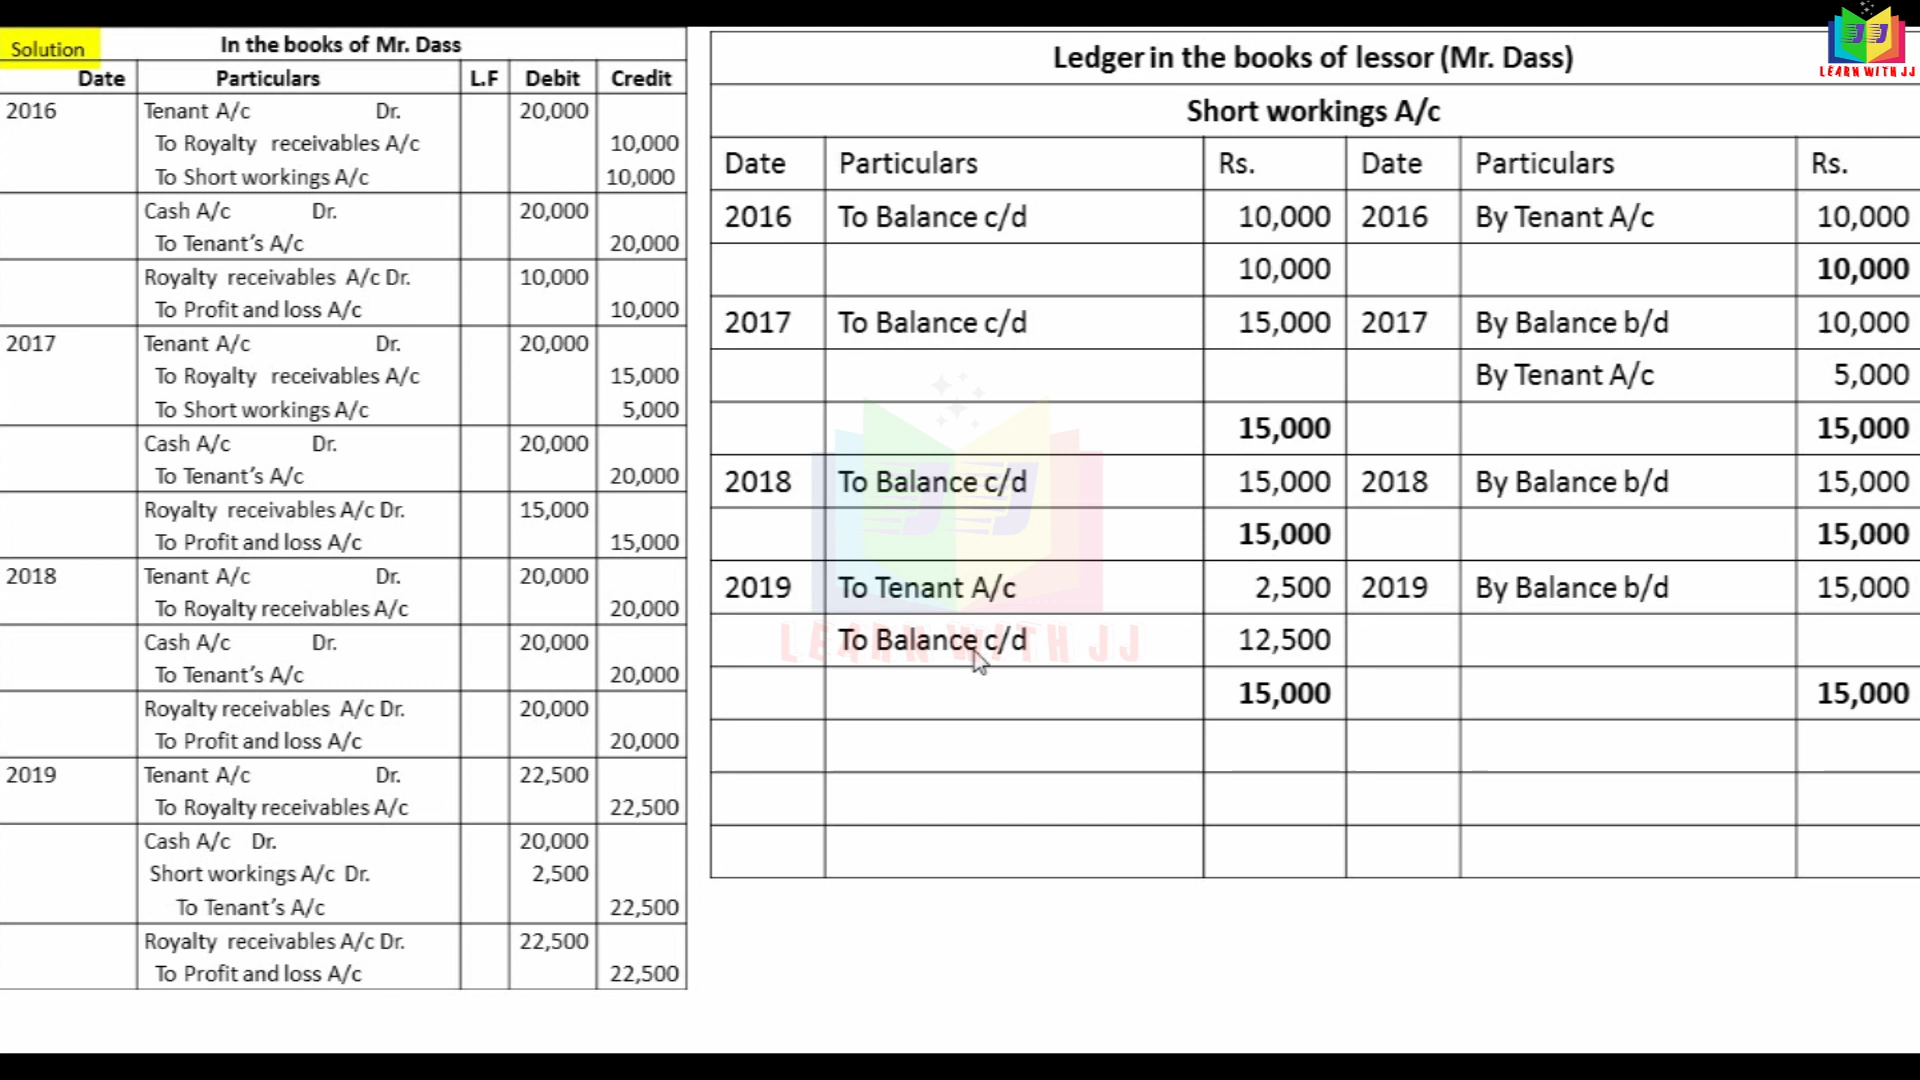 Solution
In the books of Mr. Dass
Date Particulars L.F Debit Credit
2016 Tenant A/c Dr. 20,000
To Royalty receivables A/c 10,000
To Short workings A/c 10,000
Cash A/c Dr. 20,000
To Tenant’s A/c 20,000
Royalty receivables A/c Dr. 10,000
To Profit and loss A/c 10,000
2017 Tenant A/c Dr. 20,000
To Royalty receivables A/c 15,000
To Short workings A/c 5,000
Cash A/c Dr. 20,000
To Tenant’s A/c 20,000
Royalty receivables A/c Dr. 15,000
To Profit and loss A/c 15,000
2018 Tenant A/c Dr. 20,000
To Royalty receivables A/c 20,000
Cash A/c Dr. 20,000
To Tenant’s A/c 20,000
Royalty receivables A/c Dr. 20,000
To Profit and loss A/c 20,000
2019 Tenant A/c Dr. 22,500
To Royalty receivables A/c 22,500
Cash A/c Dr. 20,000
Short workings A/c Dr. 2,500
To Tenant’s A/c 22,500
Royalty receivables A/c Dr. 22,500
To Profit and loss A/c 22,500
Ledger in the books of lessor (Mr. Dass)
Short workings A/c
Date Particulars Rs. Date Particulars Rs.
2016 To Balance c/d 10,000 2016 By Tenant A/c 10,000
10,000 10,000
2017 To Balance c/d 15,000 2017 By Balance b/d 10,000
By Tenant A/c 5,000
15,000 15,000
2018 To Balance c/d 15,000 2018 By Balance b/d 15,000
15,000 15,000
2019 To Tenant A/c 2,500 2019 By Balance b/d 15,000
To Balance c/d 12,500
15,000 15,000
JJ
LEARN WITH JJ
JJ
LEARN WITH JJ